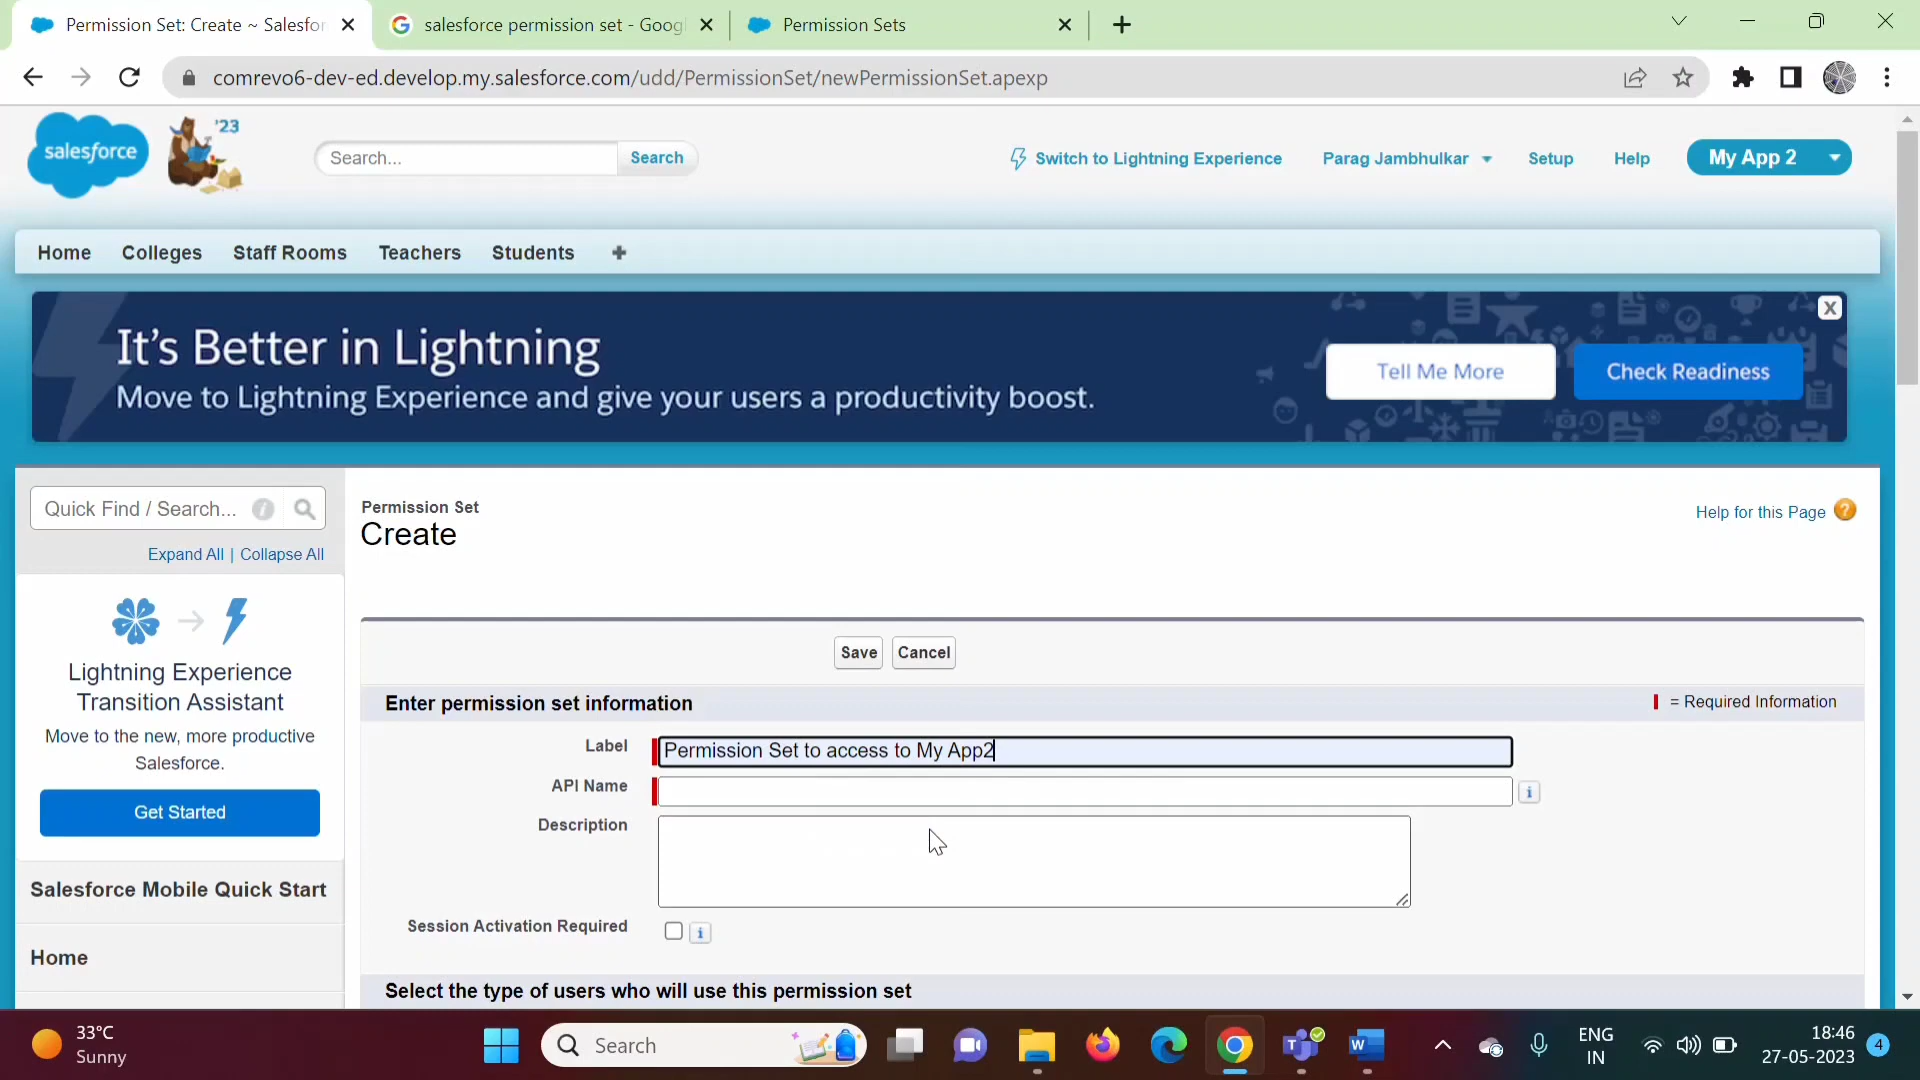 Permission Set: Create ~ Salesfor
salesforce permission set - Goog
Permission Sets
comrevo6-dev-ed.develop.my.salesforce.com/udd/PermissionSet/newPermissionSet.apexp
salesforce
'23
Search...
Search
Switch to Lightning Experience
Parag Jambhulkar
Setup
Help
My App 2
Home
Colleges
Staff Rooms
Teachers
Students
It's Better in Lightning
Move to Lightning Experience and give your users a productivity boost.
Tell Me More
Check Readiness
X
Quick Find / Search...
Expand All | Collapse All
Lightning Experience
Transition Assistant
Move to the new, more productive
Salesforce.
Get Started
Salesforce Mobile Quick Start
Home
Permission Set
Create
Help for this Page
Save
Cancel
Enter permission set information
= Required Information
Label
Permission Set to access to My App2
API Name
Description
Session Activation Required
Select the type of users who will use this permission set
33°C
Sunny
Search
ENG
IN
18:46
27-05-2023
4